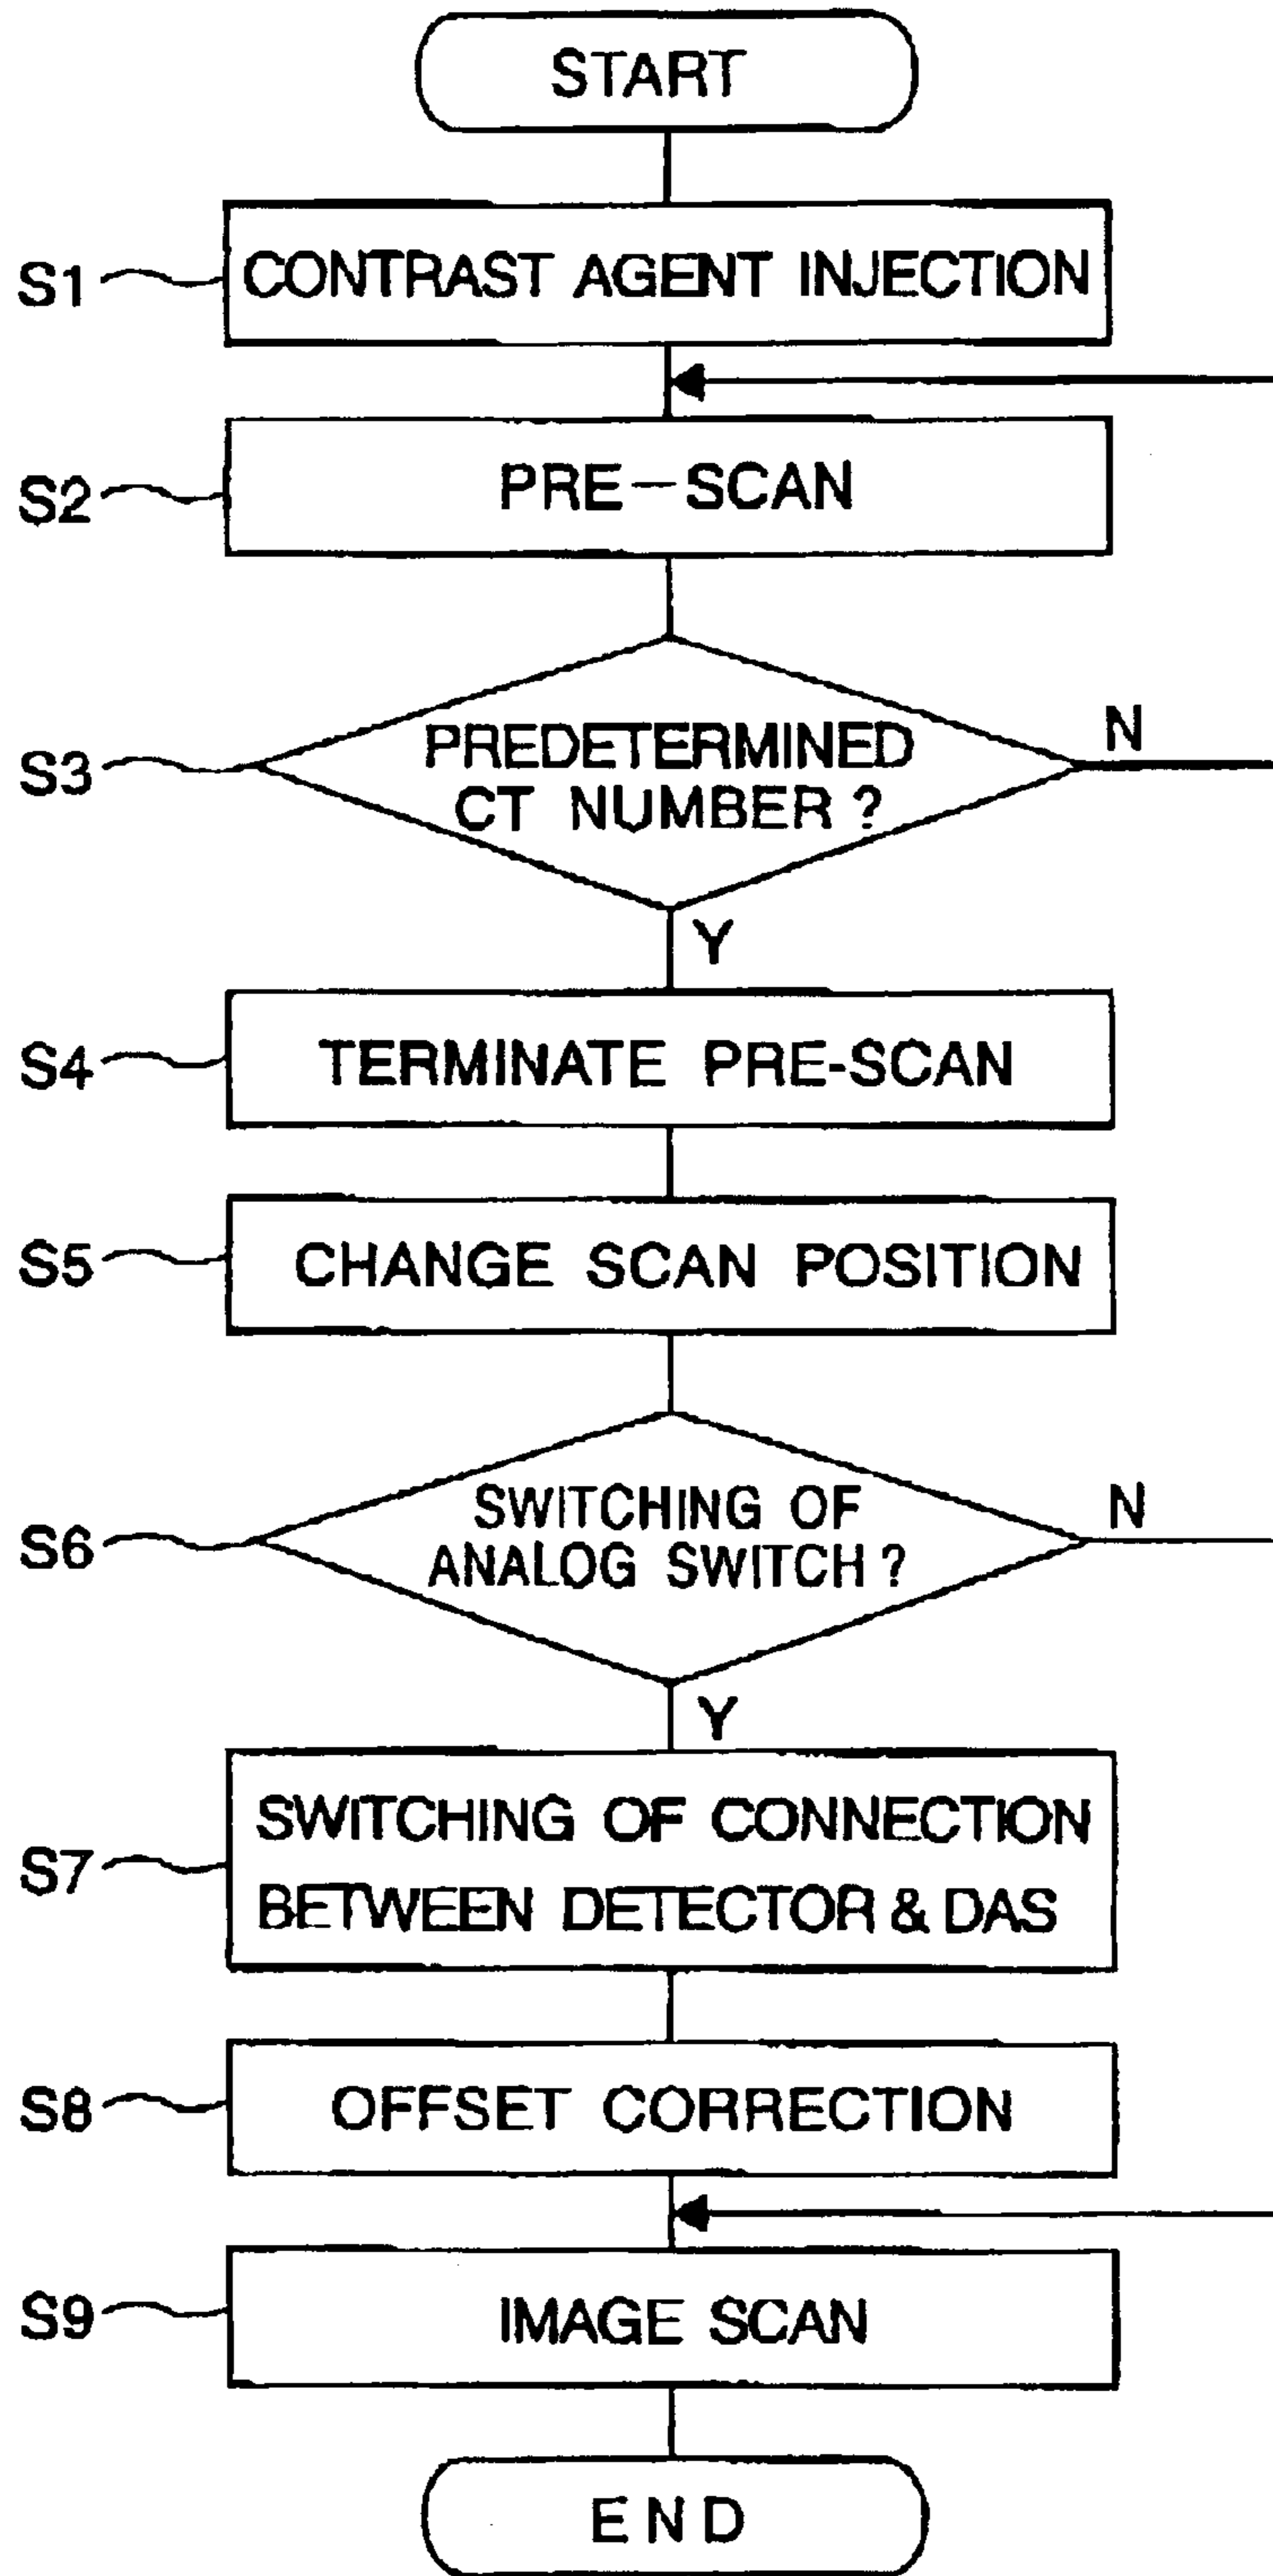 START
S1 CONTRAST AGENT INJECTION
S2 PRE-SCAN
S3 PREDETERMINED
CT NUMBER?
N
Y
S4 TERMINATE PRE-SCAN
S5 CHANGE SCAN POSITION
S6 SWITCHING OF
ANALOG SWITCH?
N
Y
S7 SWITCHING OF CONNECTION
BETWEEN DETECTOR & DAS
S8 OFFSET CORRECTION
S9 IMAGE SCAN
END